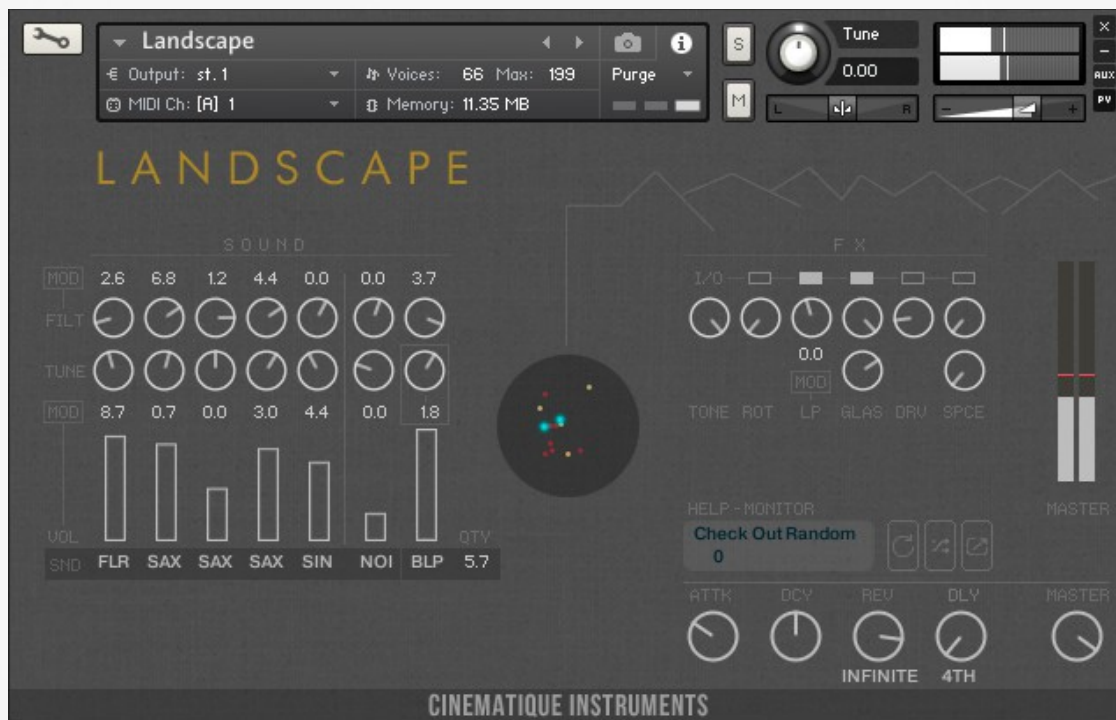 Landscape
i
S
Tune
X
-
Output: st.1
Voices: 66 Max: 199
Purge
0.00
AUX
MIDI Ch: [A] 1
Memory: 11.35 MB
M
L
R
-
+
PV
LANDSCAPE
SOUND
FX
MOD 2.6 6.8 1.2 4.4 0.0 0.0 3.7
I/O
FILT
TUNE
0.0
MOD
MOD 8.7 0.7 0.0 3.0 4.4 0.0 1.8
TONE ROT LP GLAS DRV SPCE
VOL
QTY
SND FLR SAX SAX SAX SIN NOI BLP 5.7
HELP-MONITOR
MASTER
Check Out Random
0
ATTK DCY REV DLY MASTER
INFINITE 4TH
CINEMATIQUE INSTRUMENTS